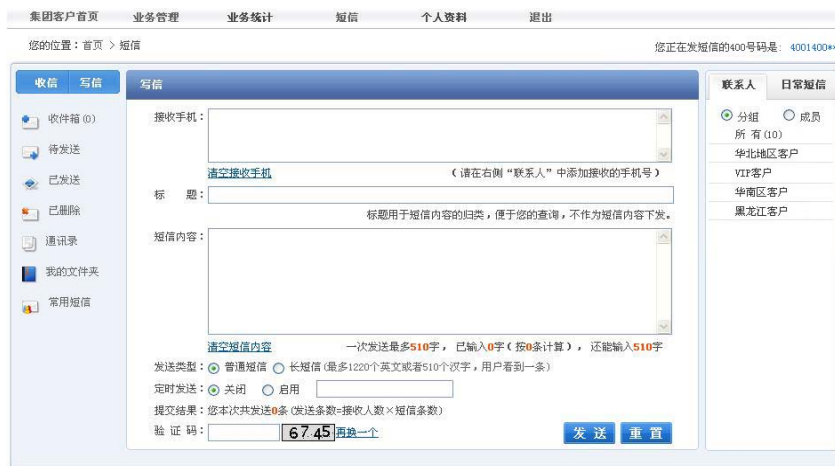 集团客户首页 业务管理 业务统计 短信 个人资料 退出
您的位置：首页 > 短信 您正在发短信的400号码是： 4001400**
收信 写信
收件箱(0)
待发送
已发送
已删除
通讯录
我的文件夹
常用短信
写信
接收手机：
清空接收手机 (请在右侧“联系人”中添加接收的手机号)
标 题：
标题用于短信内容的归类，便于您的查询，不作为短信内容下发。
短信内容：
清空短信内容 一次发送最多510字， 已输入0字(按0条计算)， 还能输入510字
发送类型： 普通短信 长短信(最多1220个英文或者510个汉字，用户看到一条)
定时发送： 关闭 启用
提交结果：您本次共发送0条(发送条数=接收人数×短信条数)
验 证 码： 6745 再换一个 发 送 重 置
联系人 日常短信
分组 成员
所 有(10)
华北地区客户
VIP客户
华南区客户
黑龙江客户